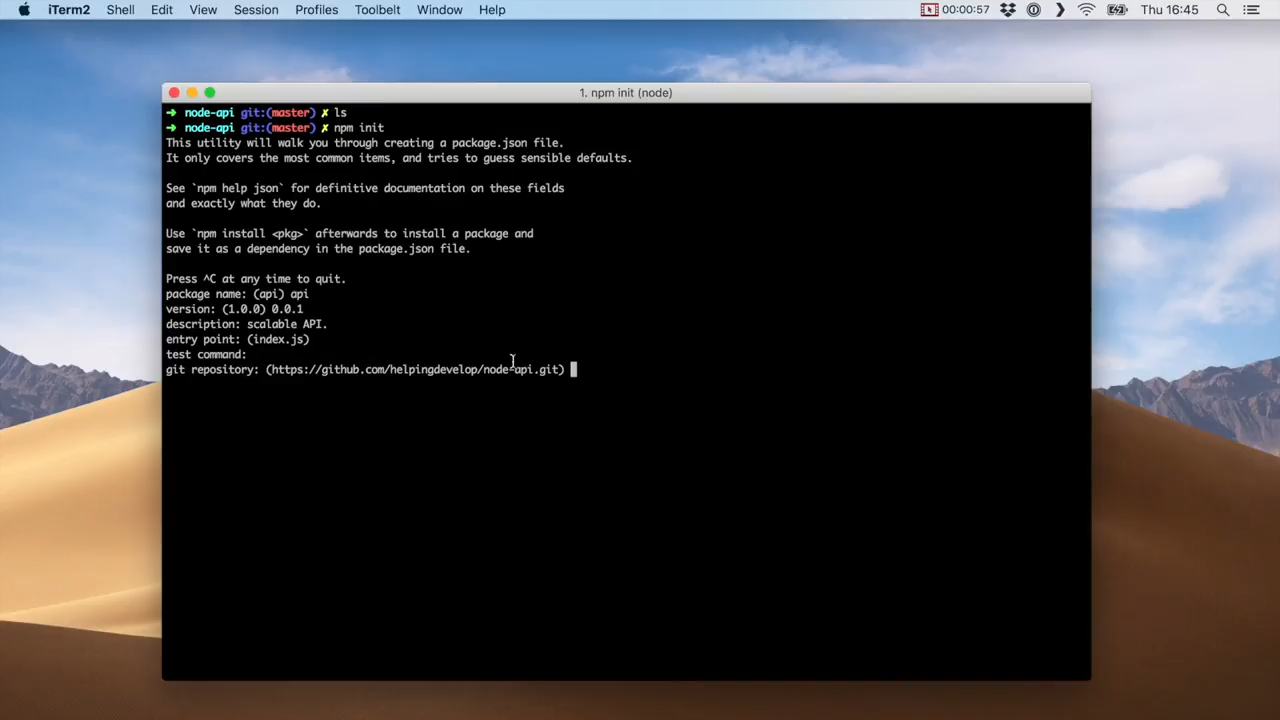 iTerm2 Shell Edit View Session Profiles Toolbelt Window Help 00:00:57 Thu 16:45
1. npm init (node)
➜ node-api git:(master) ✗ ls
➜ node-api git:(master) ✗ npm init
This utility will walk you through creating a package.json file.
It only covers the most common items, and tries to guess sensible defaults.
See `npm help json` for definitive documentation on these fields
and exactly what they do.
Use `npm install <pkg>` afterwards to install a package and
save it as a dependency in the package.json file.
Press ^C at any time to quit.
package name: (api) api
version: (1.0.0) 0.0.1
description: scalable API.
entry point: (index.js)
test command:
git repository: (https://github.com/helpingdevelop/node-api.git)